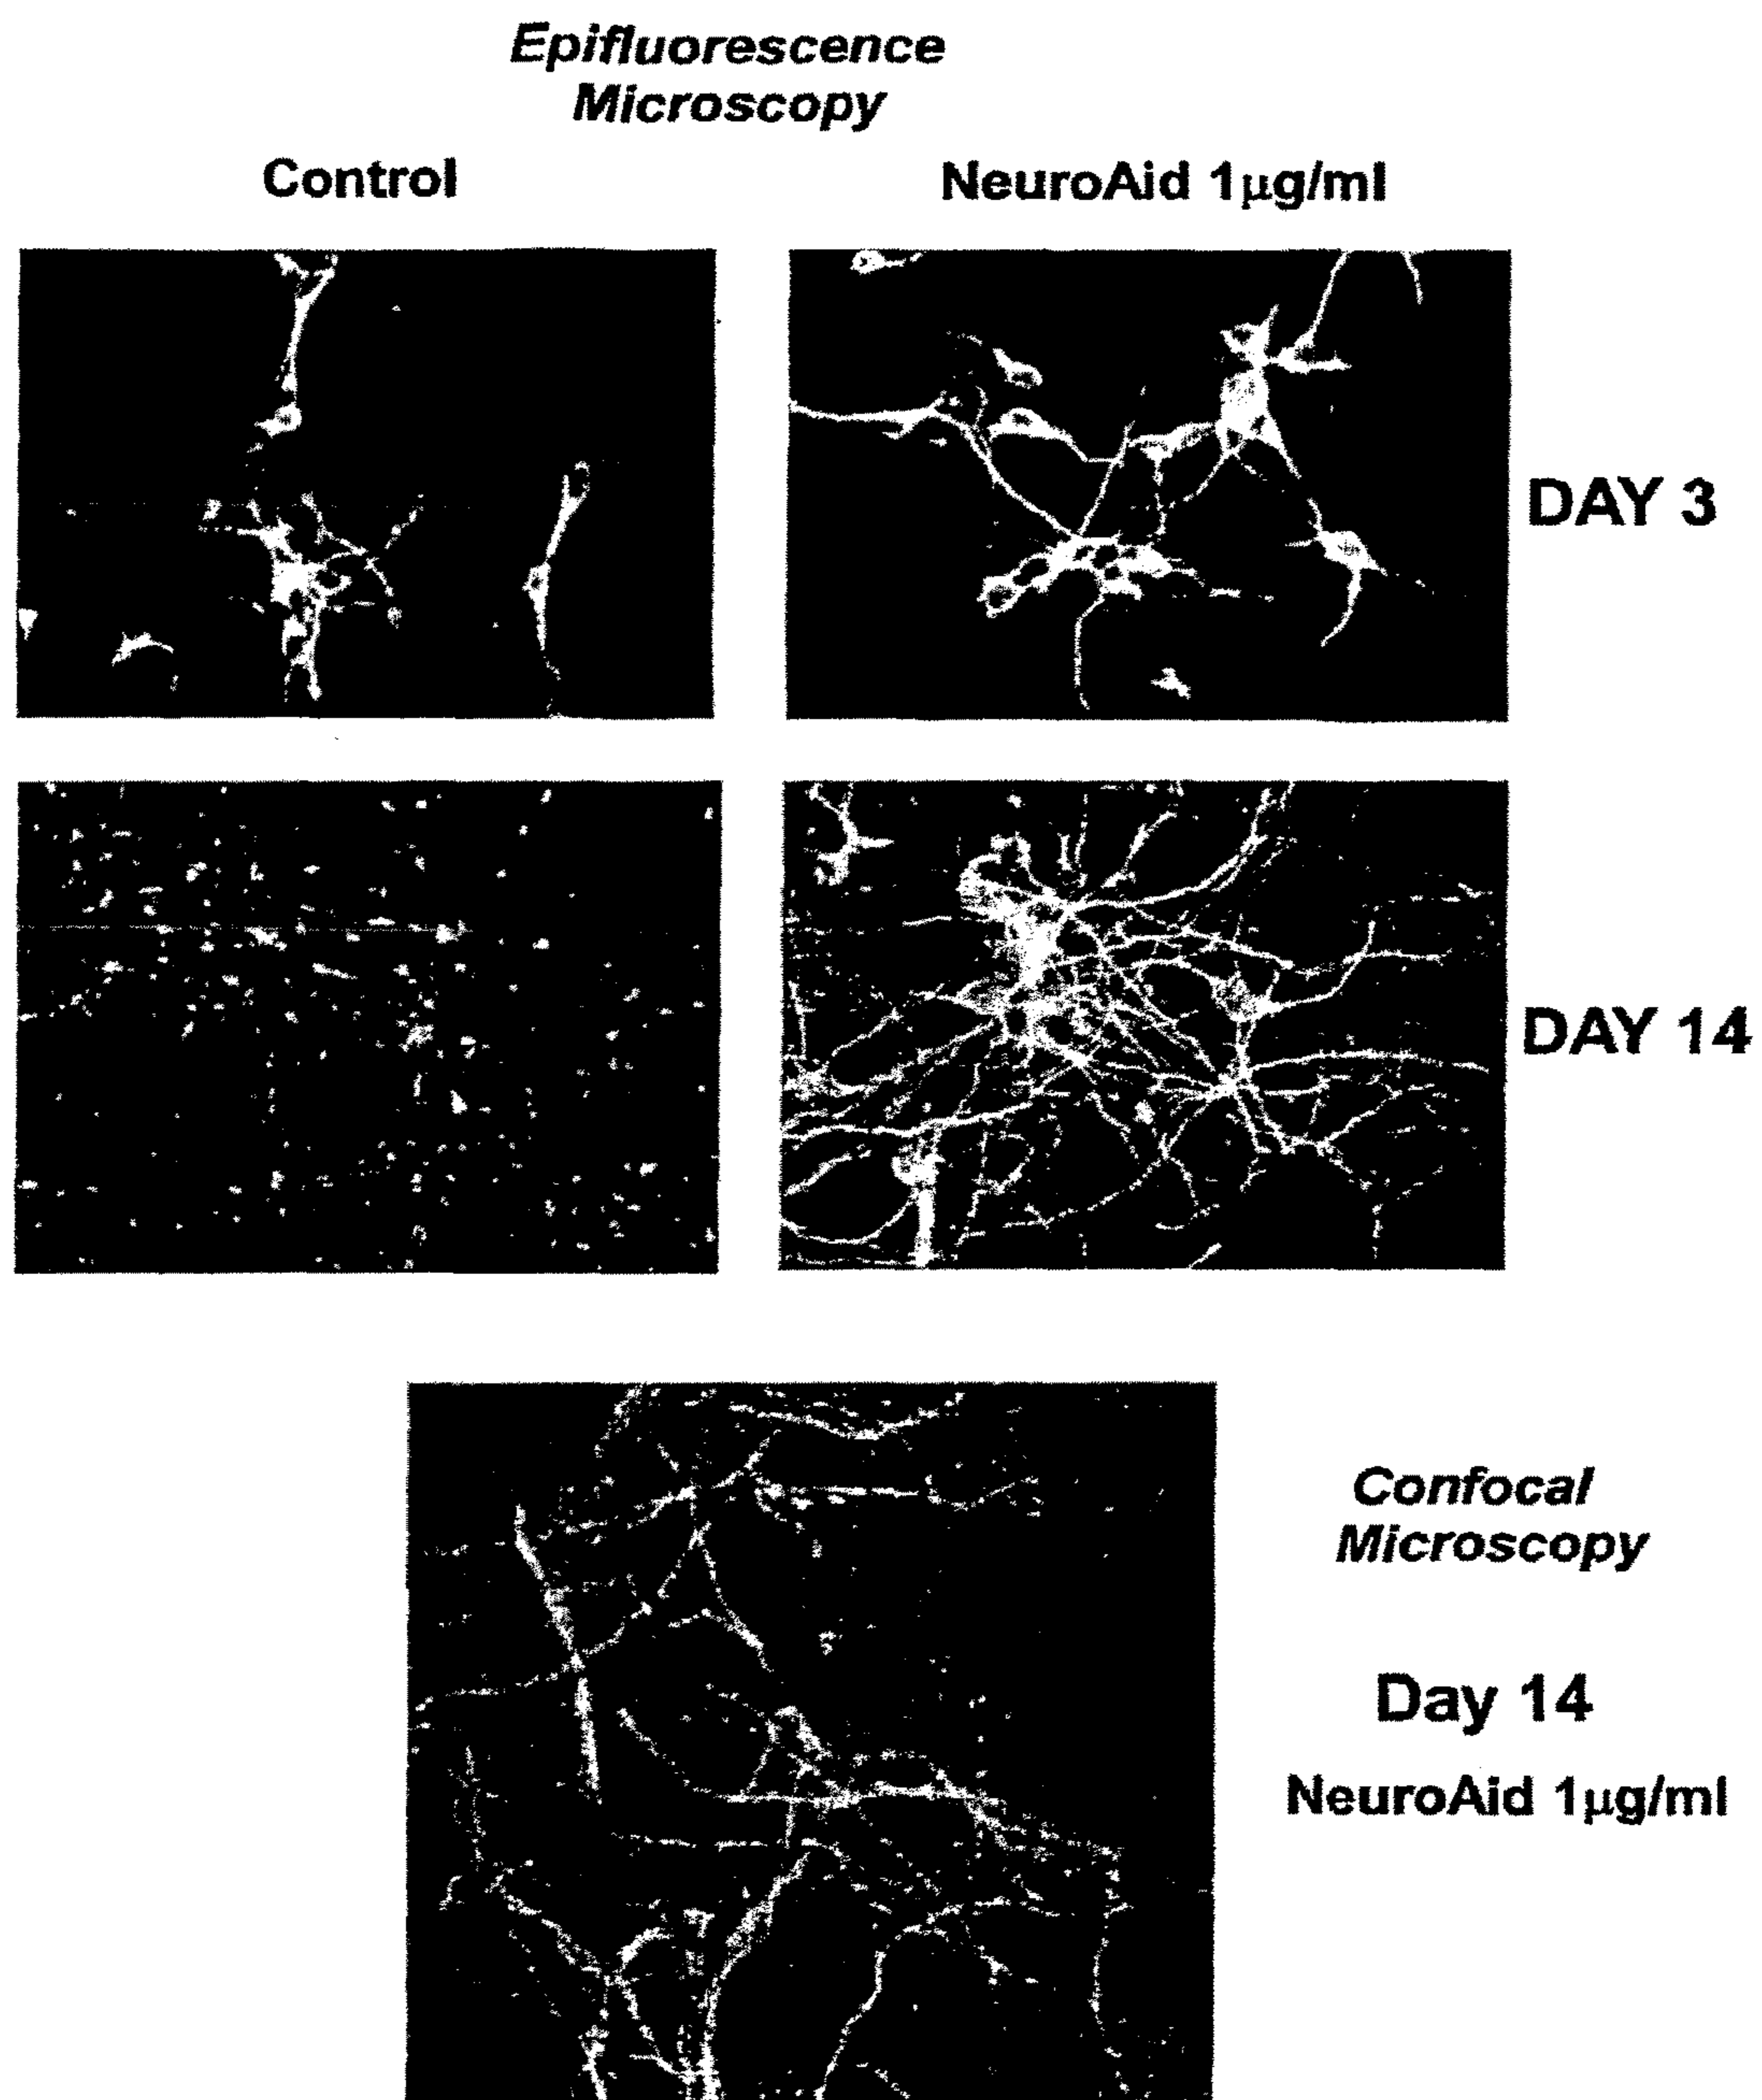 Epifluorescence
Microscopy
Control
NeuroAid 1μg/ml
DAY 3
DAY 14
Confocal
Microscopy
Day 14
NeuroAid 1μg/ml